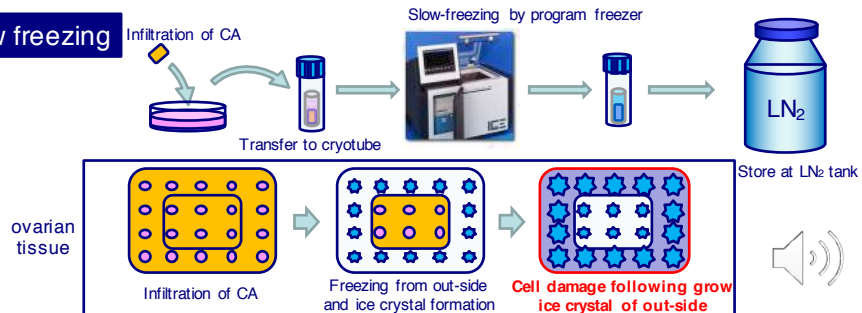 freezing
Infiltration of CA
Slow-freezing by program freezer
Transfer to cryotube
LN2
Store at LN2 tank
ovarian
tissue
Infiltration of CA
Freezing from out-side
and ice crystal formation
Cell damage following grow
ice crystal of out-side